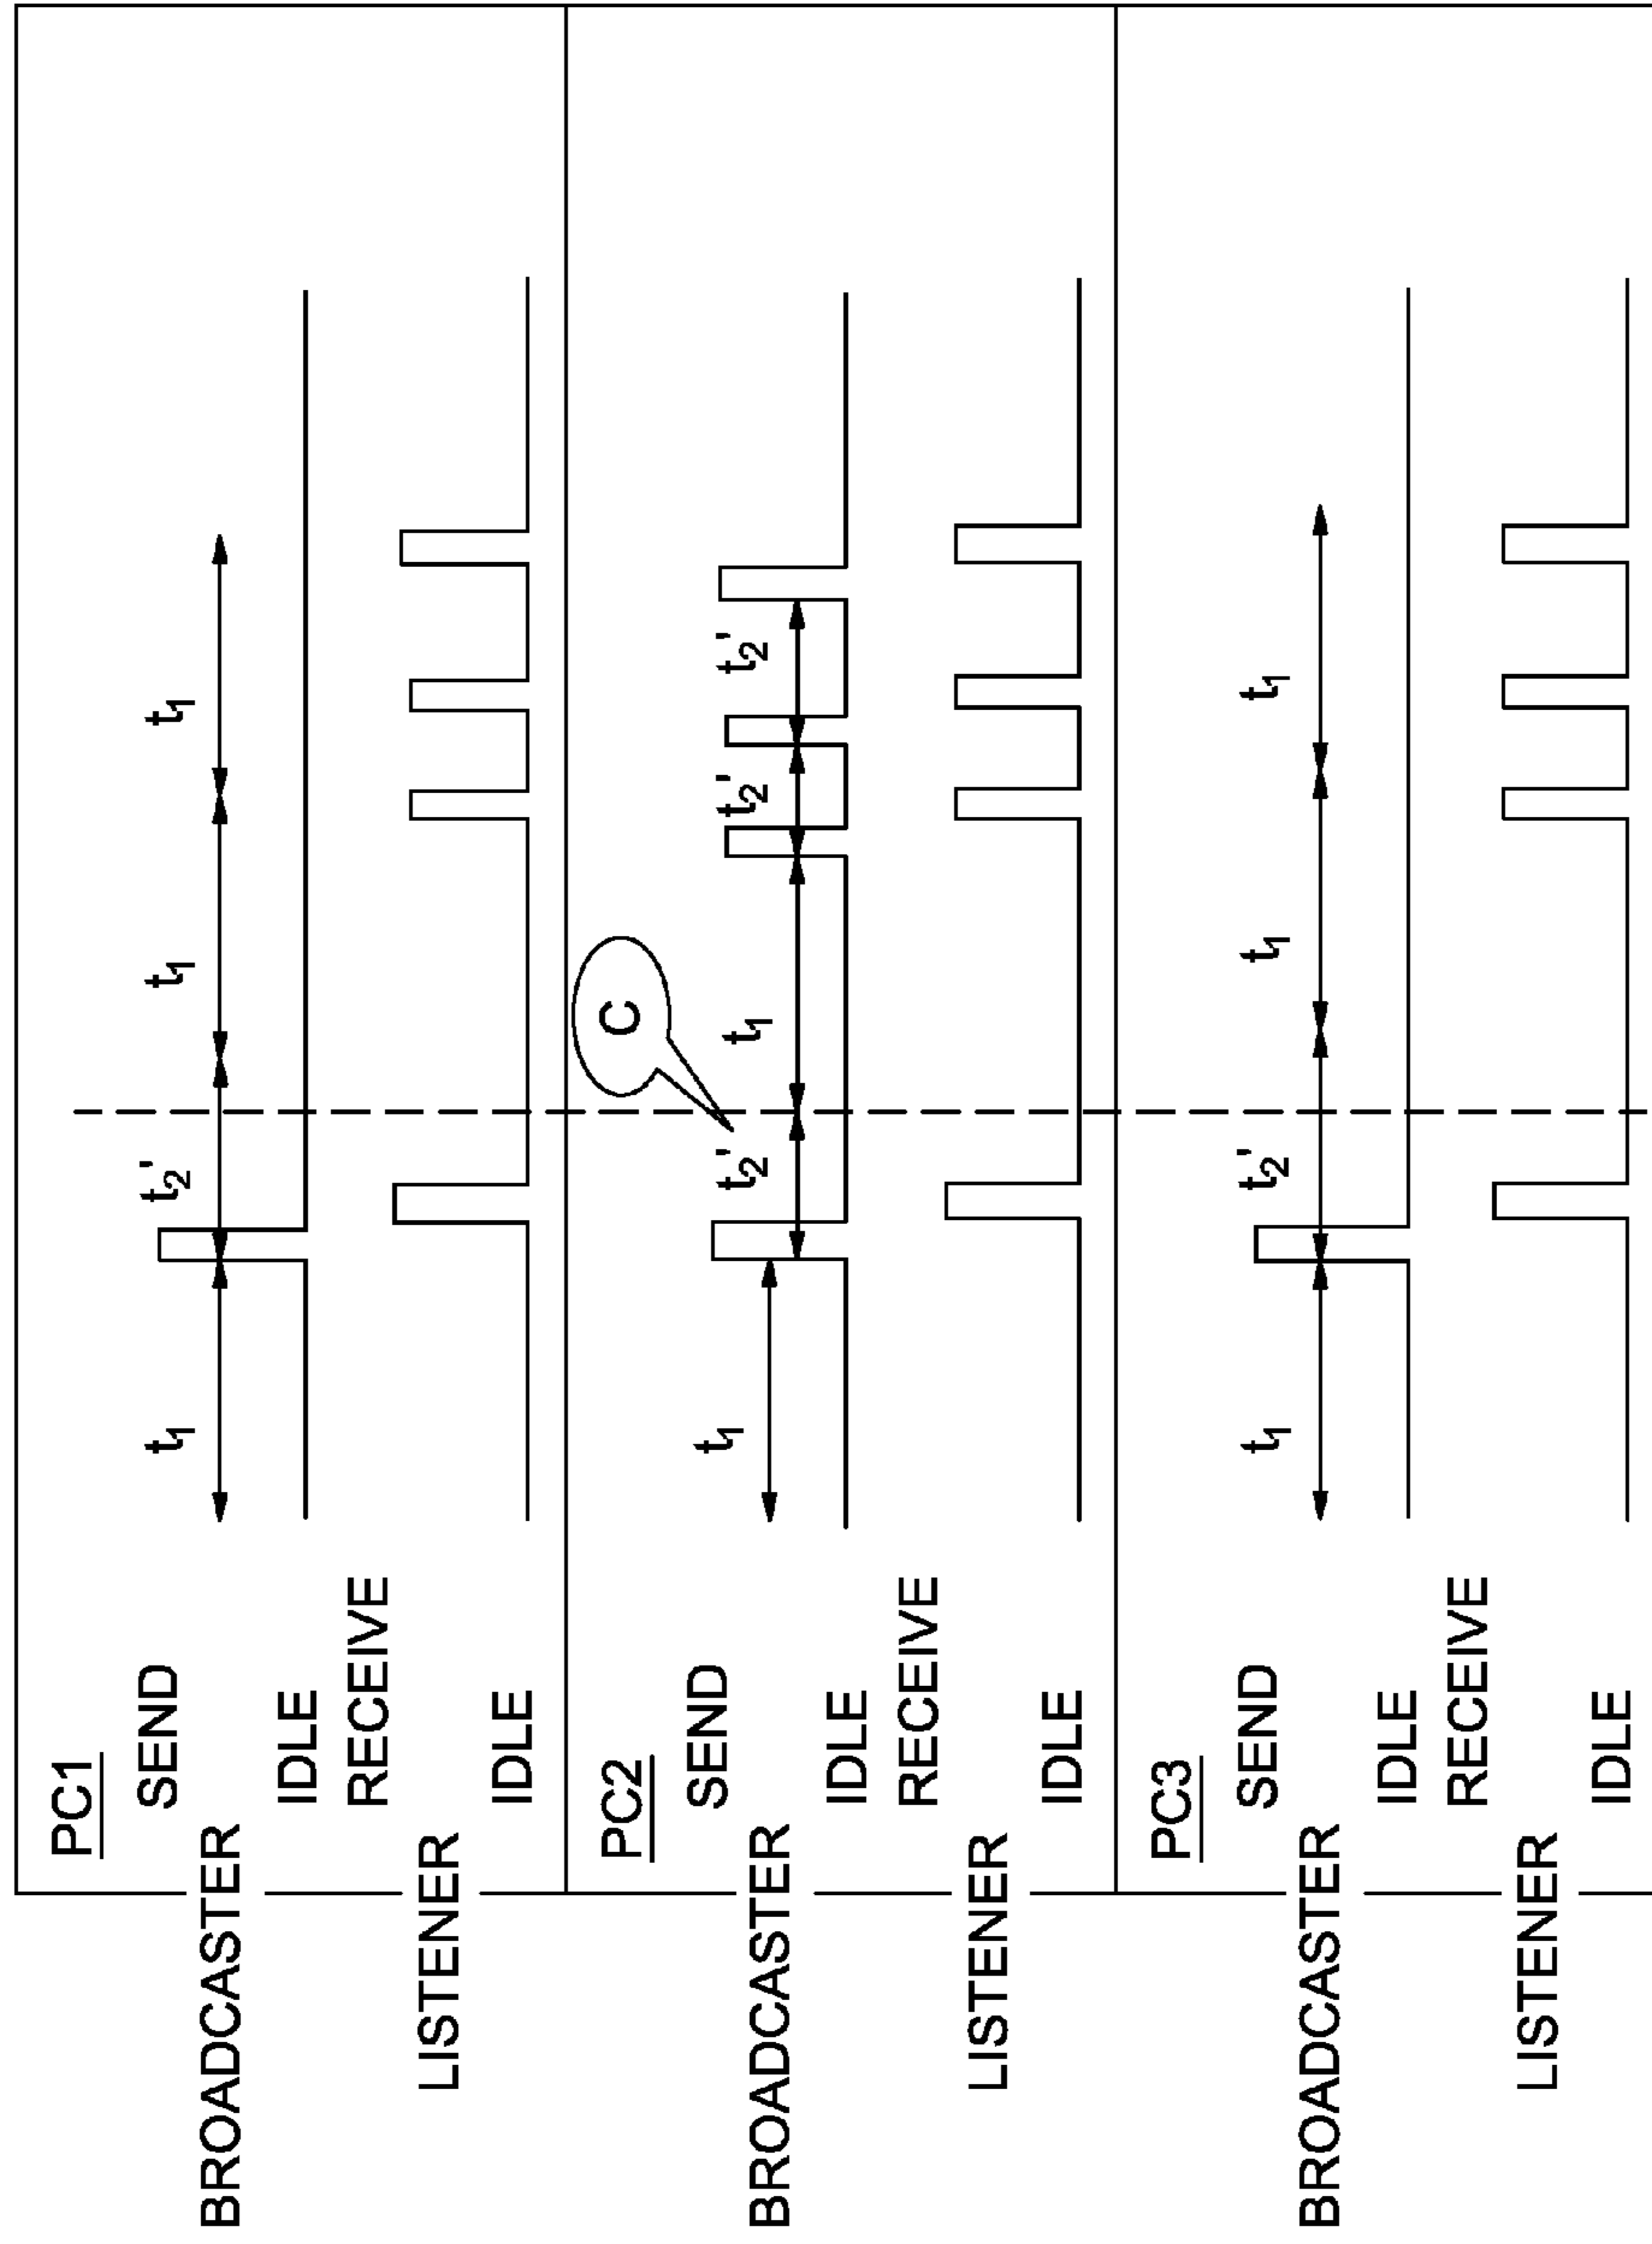 PC1
SEND t₁ t₂' t₁ t₁
BROADCASTER
IDLE
RECEIVE
LISTENER
IDLE
PC2 C
SEND t₁ t₂' t₁ t₂' t₂'
BROADCASTER
IDLE
RECEIVE
LISTENER
IDLE
PC3
SEND t₁ t₂' t₁ t₁
BROADCASTER
IDLE
RECEIVE
LISTENER
IDLE